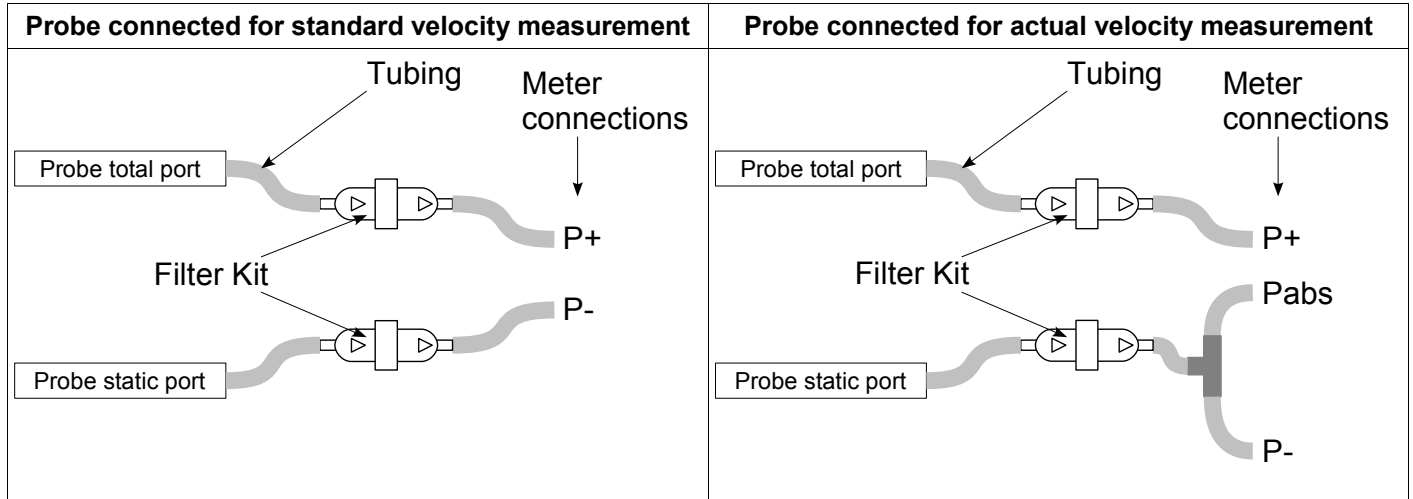 Probe connected for standard velocity measurement
Tubing
Meter
connections
Probe total port
P+
Filter Kit
P-
Probe static port
Probe connected for actual velocity measurement
Tubing
Meter
connections
Probe total port
P+
Filter Kit
Pabs
Probe static port
P-